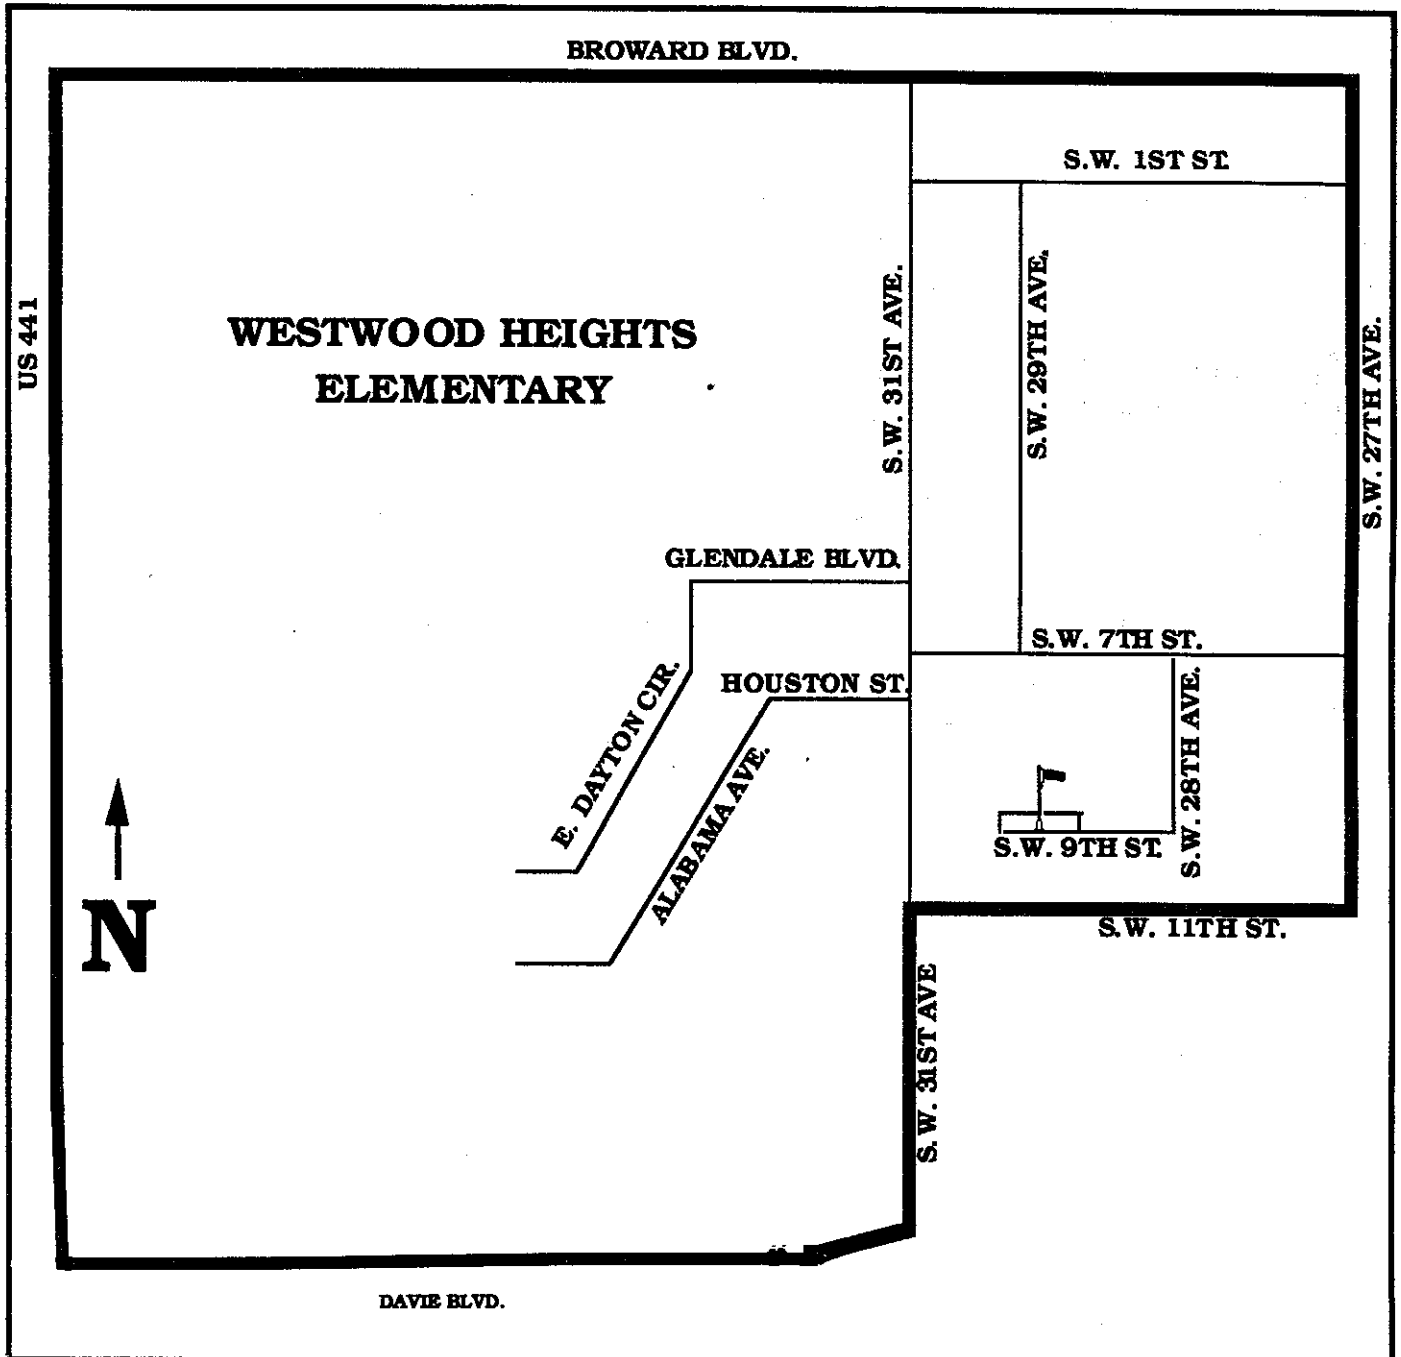 BROWARD BLVD.
S.W. 1ST ST.
US 441
WESTWOOD HEIGHTS
ELEMENTARY
S.W. 31ST AVE.
S.W. 29TH AVE.
S.W. 27TH AVE.
GLENDALE BLVD.
S.W. 7TH ST.
E. DAYTON CIR.
HOUSTON ST.
ALABAMA AVE.
S.W. 28TH AVE.
S.W. 9TH ST.
N
S.W. 11TH ST.
S.W. 31ST AVE
DAVIE BLVD.